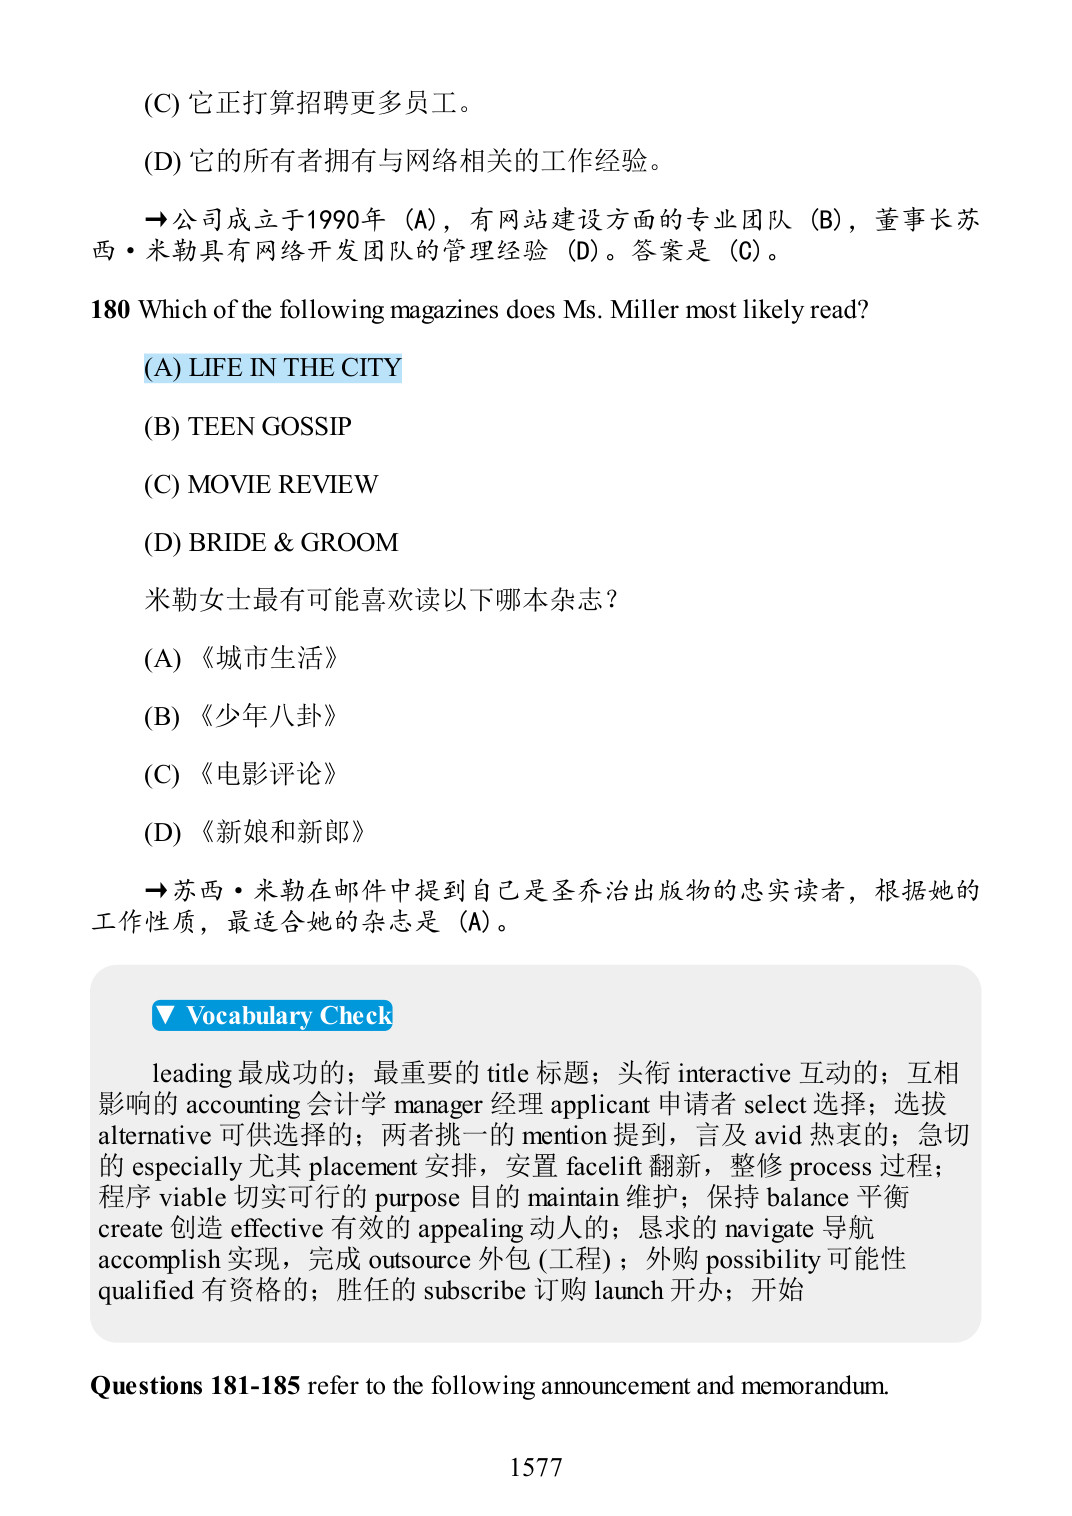 (C) 它正打算招聘更多员工。
(D) 它的所有者拥有与网络相关的工作经验。
→公司成立于1990年 (A)，有网站建设方面的专业团队 (B)，董事长苏
西·米勒具有网络开发团队的管理经验 (D)。答案是 (C)。
180 Which of the following magazines does Ms. Miller most likely read?
(A) LIFE IN THE CITY
(B) TEEN GOSSIP
(C) MOVIE REVIEW
(D) BRIDE & GROOM
米勒女士最有可能喜欢读以下哪本杂志？
(A) 《城市生活》
(B) 《少年八卦》
(C) 《电影评论》
(D) 《新娘和新郎》
→苏西·米勒在邮件中提到自己是圣乔治出版物的忠实读者，根据她的
工作性质，最适合她的杂志是 (A)。
▼ Vocabulary Check
leading 最成功的；最重要的 title 标题；头衔 interactive 互动的；互相
影响的 accounting 会计学 manager 经理 applicant 申请者 select 选择；选拔
alternative 可供选择的；两者挑一的 mention 提到，言及 avid 热衷的；急切
的 especially 尤其 placement 安排，安置 facelift 翻新，整修 process 过程；
程序 viable 切实可行的 purpose 目的 maintain 维护；保持 balance 平衡
create 创造 effective 有效的 appealing 动人的；恳求的 navigate 导航
accomplish 实现，完成 outsource 外包 (工程) ；外购 possibility 可能性
qualified 有资格的；胜任的 subscribe 订购 launch 开办；开始
Questions 181-185 refer to the following announcement and memorandum.
1577